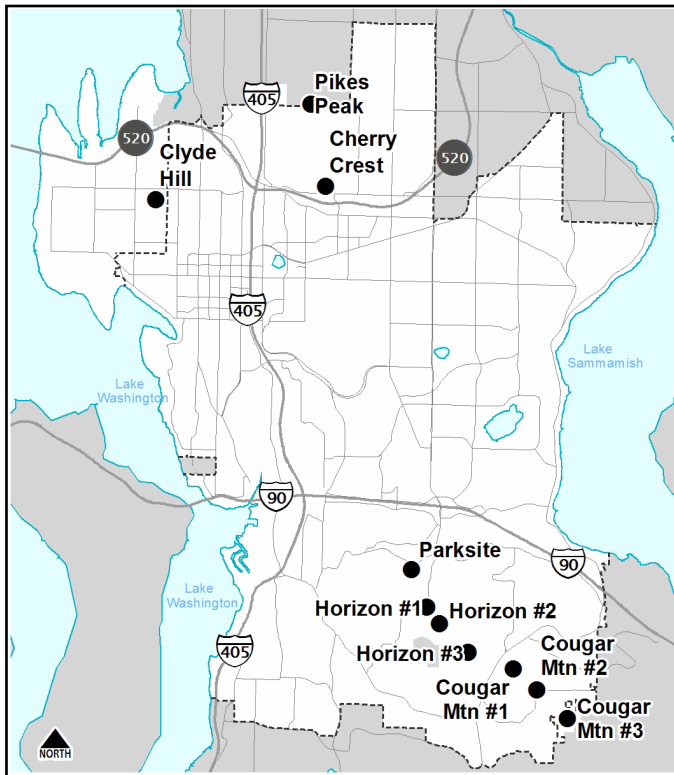 405
Pikes
Peak
520
Clyde
Hill
Cherry
Crest
520
405
Lake
Sammamish
Lake
Washington
90
Parksite
90
Lake
Washington
Horizon #1
Horizon #2
405
Horizon #3
Cougar
Mtn #2
Cougar
Mtn #1
Cougar
Mtn #3
NORTH